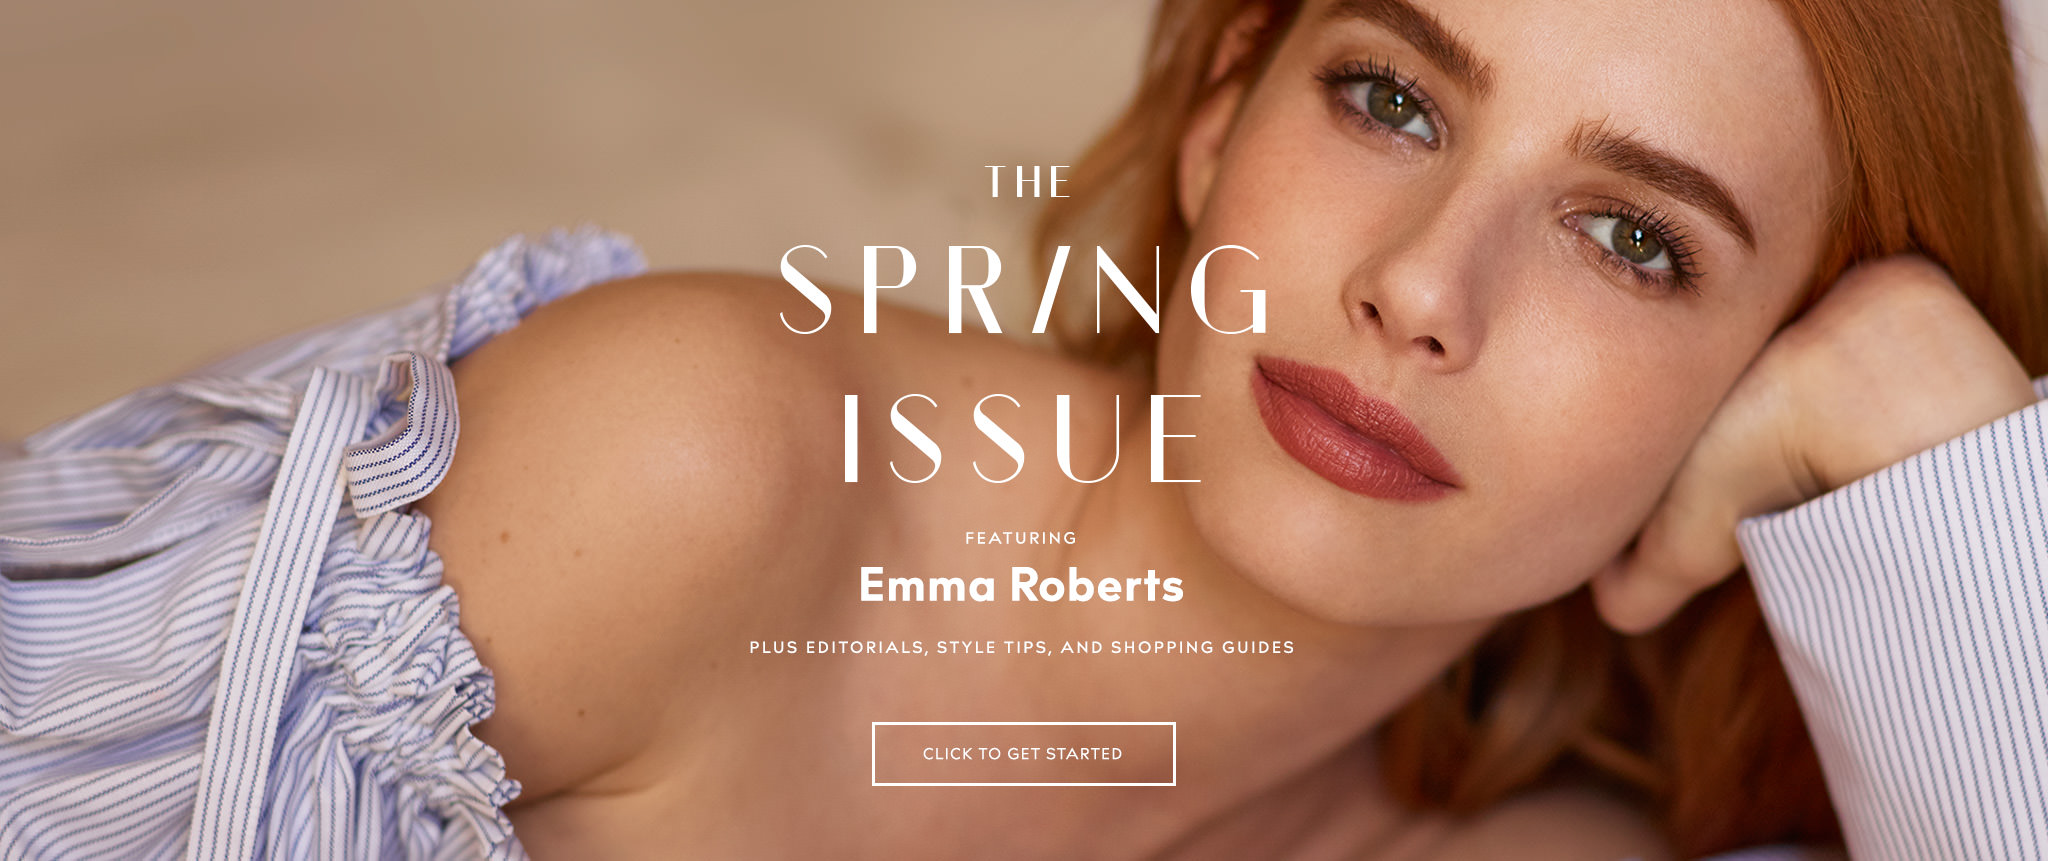 THE
SPRING
ISSUE
FEATURING
Emma Roberts
PLUS EDITORIALS, STYLE TIPS, AND SHOPPING GUIDES
CLICK TO GET STARTED